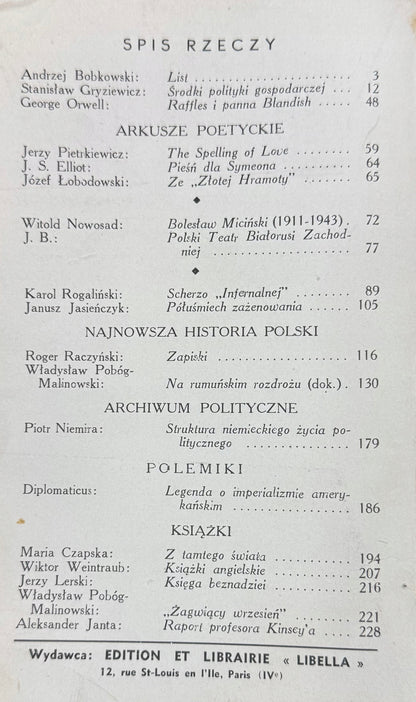 SPIS RZECZY
Andrzej Bobkowski: List . . . . . . . . . . . . . . . . . . . . 3
Stanisław Gryziewicz: Środki polityki gospodarczej . . . 12
George Orwell: Raffles i panna Blandish . . . . . 48
ARKUSZE POETYCKIE
Jerzy Pietrkiewicz: The Spelling of Love . . . . . . . . 59
J. S. Elliot: Pieśń dla Symeona . . . . . . . . . . 64
Józef Łobodowski: Ze „Złotej Hramoty” . . . . . . . . 65
◆
Witold Nowosad: Bolesław Miciński (1911-1943) . 72
J. B.: Polski Teatr Białorusi Zachod-
niej . . . . . . . . . . . . . . . . . . 77
◆
Karol Rogaliński: Scherzo „Infernalnej” . . . . . . . . 89
Janusz Jasieńczyk: Półuśmiech zażenowania . . . . . . 105
NAJNOWSZA HISTORIA POLSKI
Roger Raczyński: Zapiski . . . . . . . . . . . . . . . . . 116
Władysław Pobóg-
Malinowski: Na rumuńskim rozdrożu (dok.) . 130
ARCHIWUM POLITYCZNE
Piotr Niemira: Struktura niemieckiego życia po-
litycznego . . . . . . . . . . . . . . . 179
POLEMIKI
Diplomaticus: Legenda o imperializmie amery-
kańskim . . . . . . . . . . . . . . . . . 186
KSIĄŻKI
Maria Czapska: Z tamtego świata . . . . . . . . . . . 194
Wiktor Weintraub: Książki angielskie . . . . . . . . . . . 207
Jerzy Lerski: Księga beznadziei . . . . . . . . . . . 216
Władysław Pobóg-
Malinowski: „Żagwiący wrzesień” . . . . . . . . . 221
Aleksander Janta: Raport profesora Kinsey'a . . . . 228
Wydawca: EDITION ET LIBRAIRIE « LIBELLA »
12, rue St-Louis en l'Ile, Paris (IVᵉ)